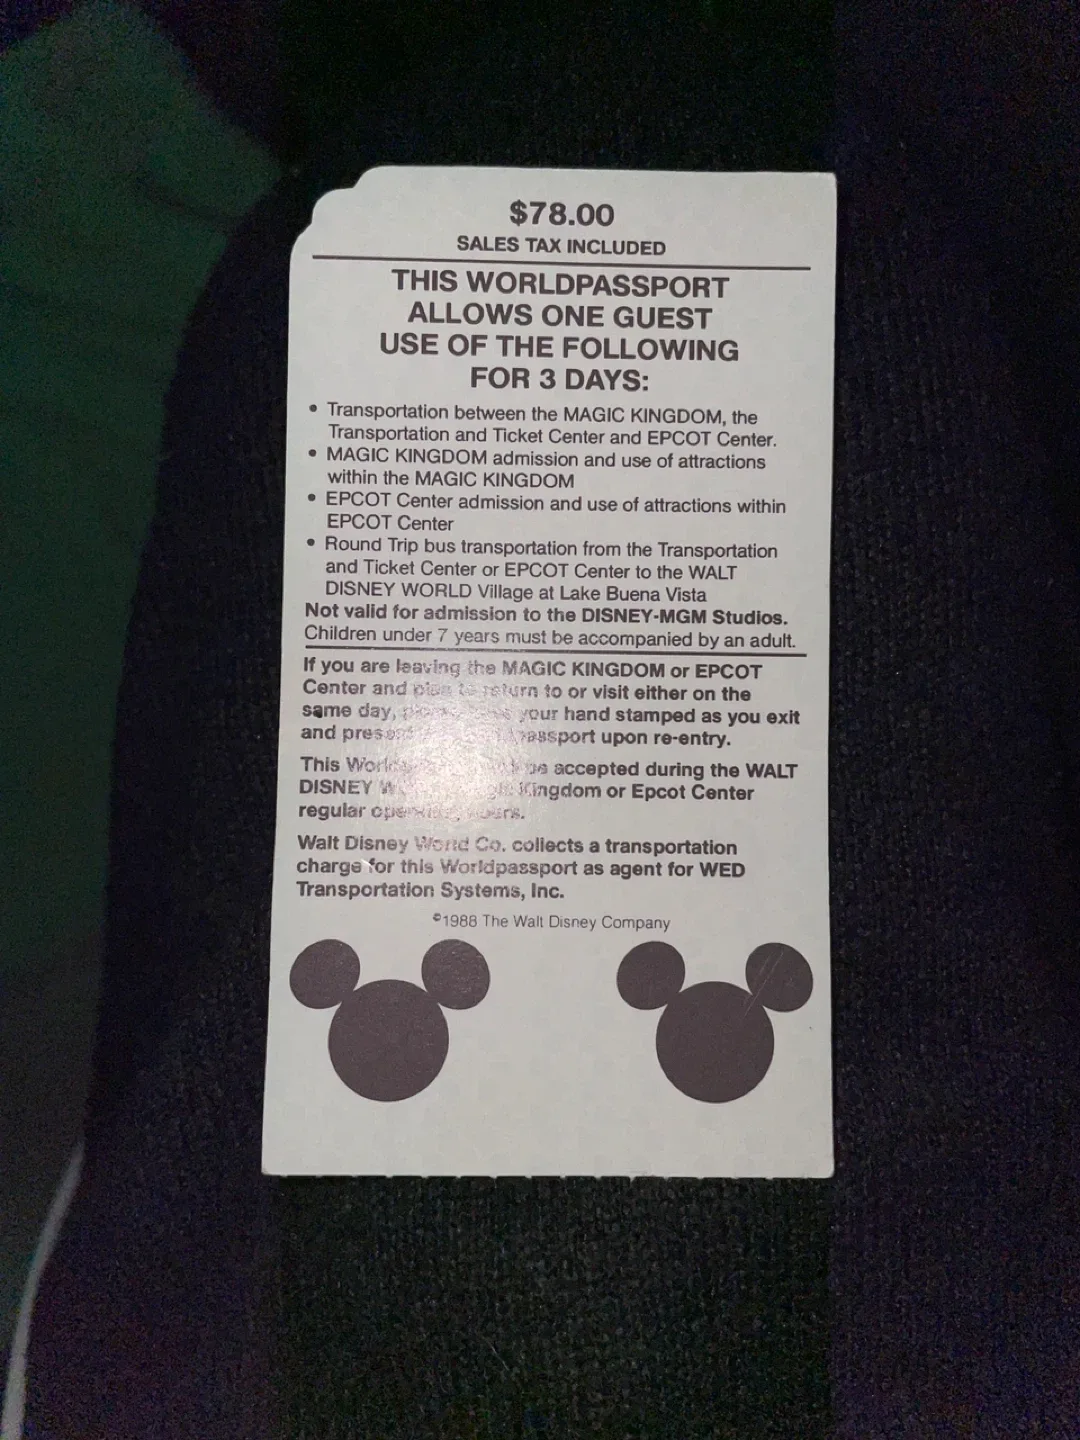 $78.00
SALES TAX INCLUDED
THIS WORLDPASSPORT
ALLOWS ONE GUEST
USE OF THE FOLLOWING
FOR 3 DAYS:
• Transportation between the MAGIC KINGDOM, the
Transportation and Ticket Center and EPCOT Center.
• MAGIC KINGDOM admission and use of attractions
within the MAGIC KINGDOM
• EPCOT Center admission and use of attractions within
EPCOT Center
• Round Trip bus transportation from the Transportation
and Ticket Center or EPCOT Center to the WALT
DISNEY WORLD Village at Lake Buena Vista
Not valid for admission to the DISNEY-MGM Studios.
Children under 7 years must be accompanied by an adult.
If you are leaving the MAGIC KINGDOM or EPCOT
Center and plan to return to or visit either on the
same day, your hand stamped as you exit
and present passport upon re-entry.
This be accepted during the WALT
DISNEY Kingdom or Epcot Center
regular operating hours.
Walt Disney World Co. collects a transportation
charge for this Worldpassport as agent for WED
Transportation Systems, Inc.
©1988 The Walt Disney Company